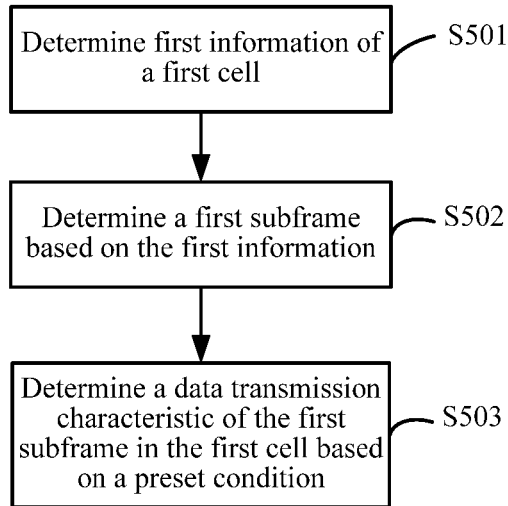 Determine first information of
a first cell
S501
Determine a first subframe
based on the first information
S502
Determine a data transmission
characteristic of the first
subframe in the first cell based
on a preset condition
S503